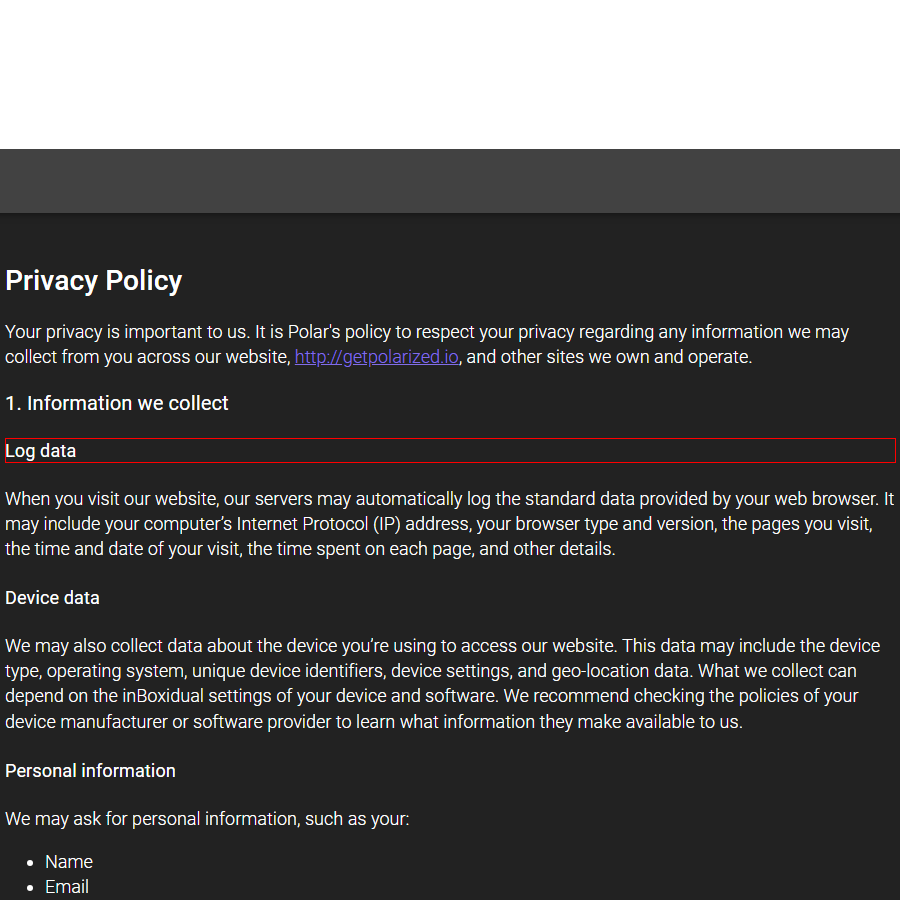 Privacy Policy
Your privacy is important to us. It is Polar's policy to respect your privacy regarding any information we may
collect from you across our website, http://getpolarized.io, and other sites we own and operate.
1. Information we collect
Log data
When you visit our website, our servers may automatically log the standard data provided by your web browser. It
may include your computer’s Internet Protocol (IP) address, your browser type and version, the pages you visit,
the time and date of your visit, the time spent on each page, and other details.
Device data
We may also collect data about the device you’re using to access our website. This data may include the device
type, operating system, unique device identifiers, device settings, and geo-location data. What we collect can
depend on the inBoxidual settings of your device and software. We recommend checking the policies of your
device manufacturer or software provider to learn what information they make available to us.
Personal information
We may ask for personal information, such as your:
• Name
• Email